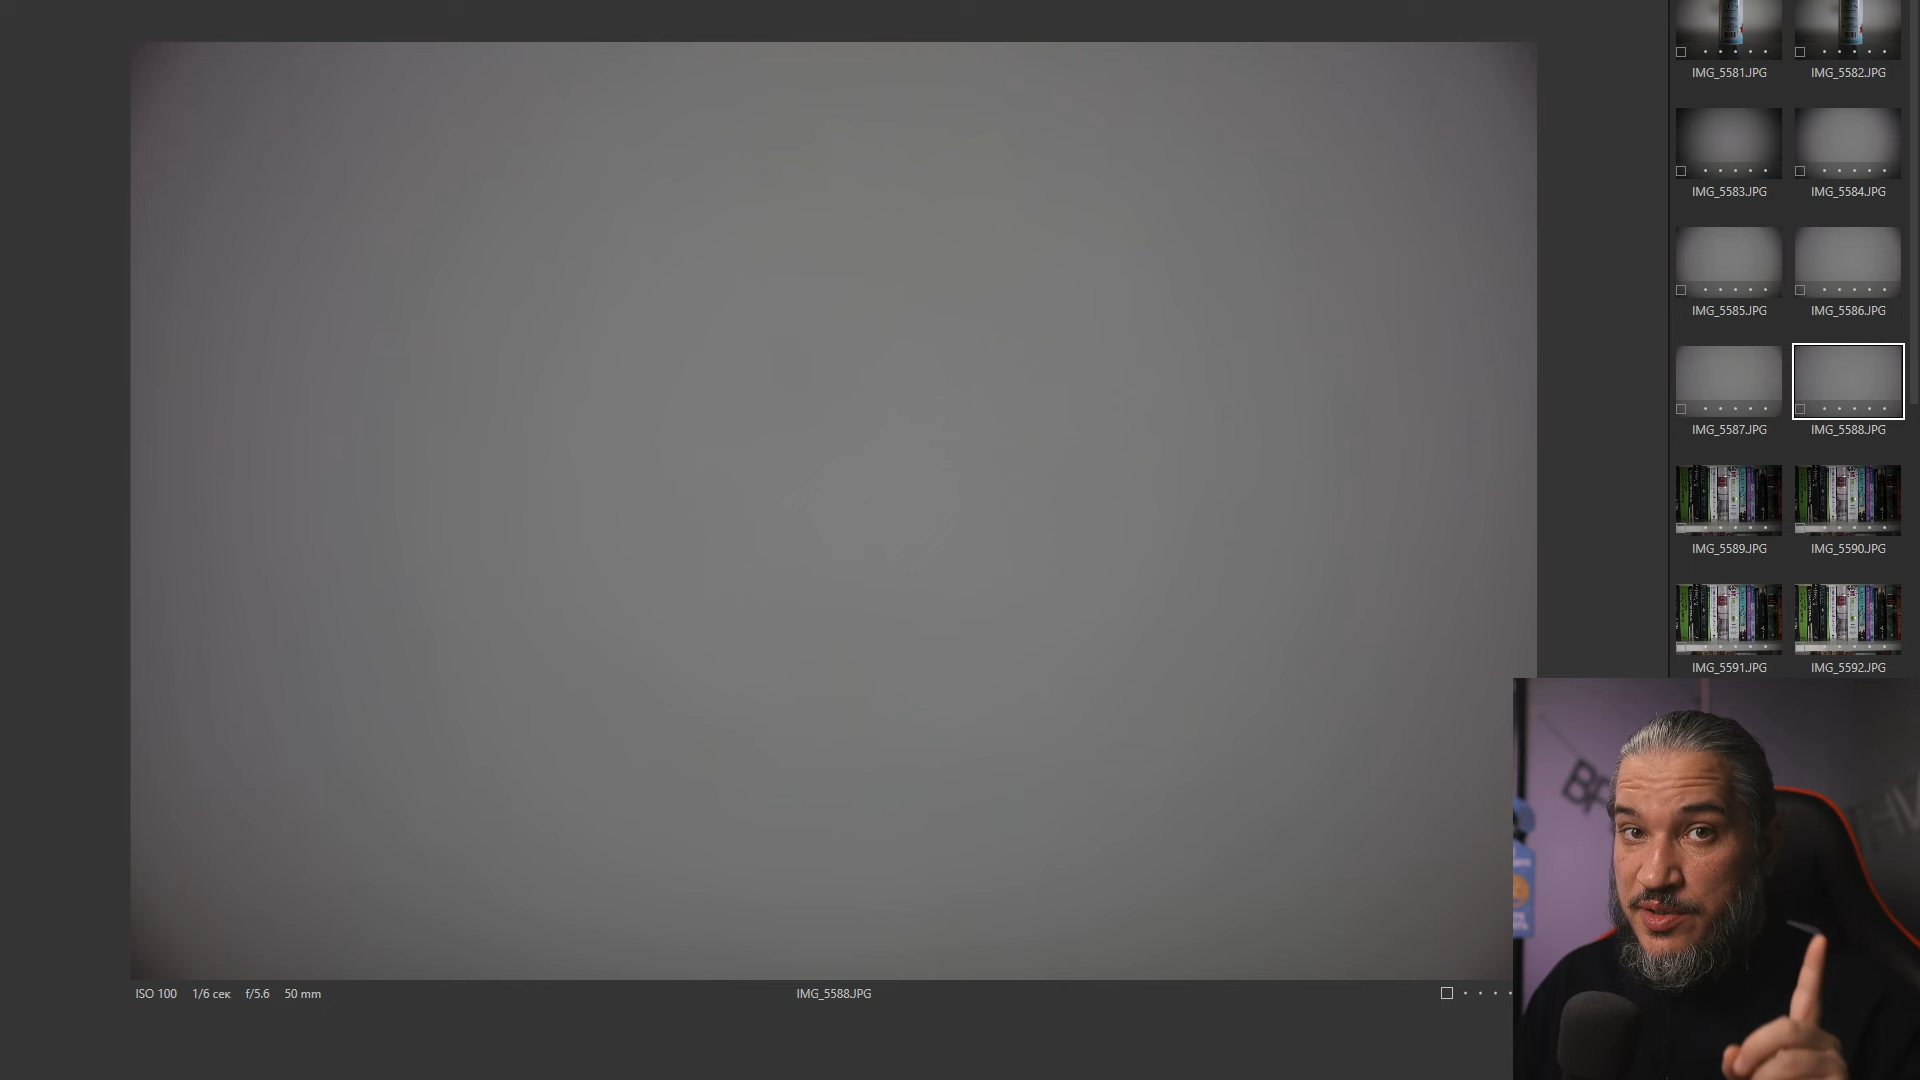 IMG_5581.JPG IMG_5582.JPG
IMG_5583.JPG IMG_5584.JPG
IMG_5585.JPG IMG_5586.JPG
IMG_5587.JPG IMG_5588.JPG
IMG_5589.JPG IMG_5590.JPG
IMG_5591.JPG IMG_5592.JPG
ISO 100 1/6 сек f/5.6 50 mm IMG_5588.JPG